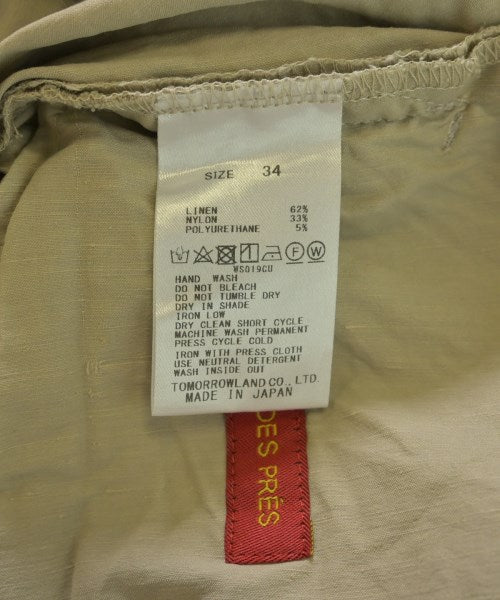 SIZE 34
LINEN 62%
NYLON 33%
POLYURETHANE 5%
F W
WS019CU
HAND WASH
DO NOT BLEACH
DO NOT TUMBLE DRY
DRY IN SHADE
IRON LOW
DRY CLEAN SHORT CYCLE
MACHINE WASH PERMANENT
PRESS CYCLE COLD
IRON WITH PRESS CLOTH
USE NEUTRAL DETERGENT
WASH INSIDE OUT
TOMORROWLAND CO., LTD.
MADE IN JAPAN
DES PRÉS